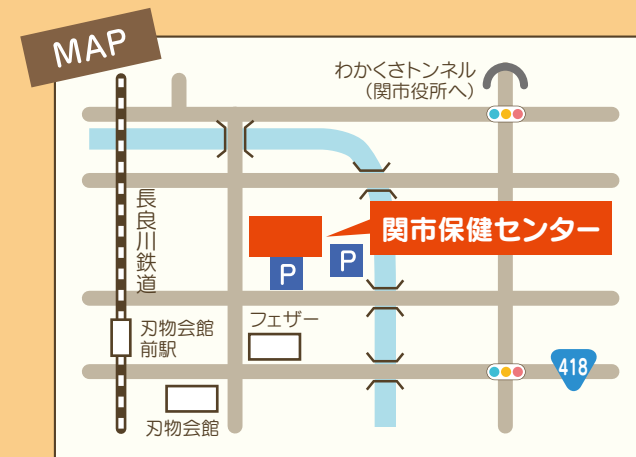 MAP
わかくさトンネル
（関市役所へ）
長良川鉄道
関市保健センター
P
P
フェザー
刃物会館
前駅
418
刃物会館